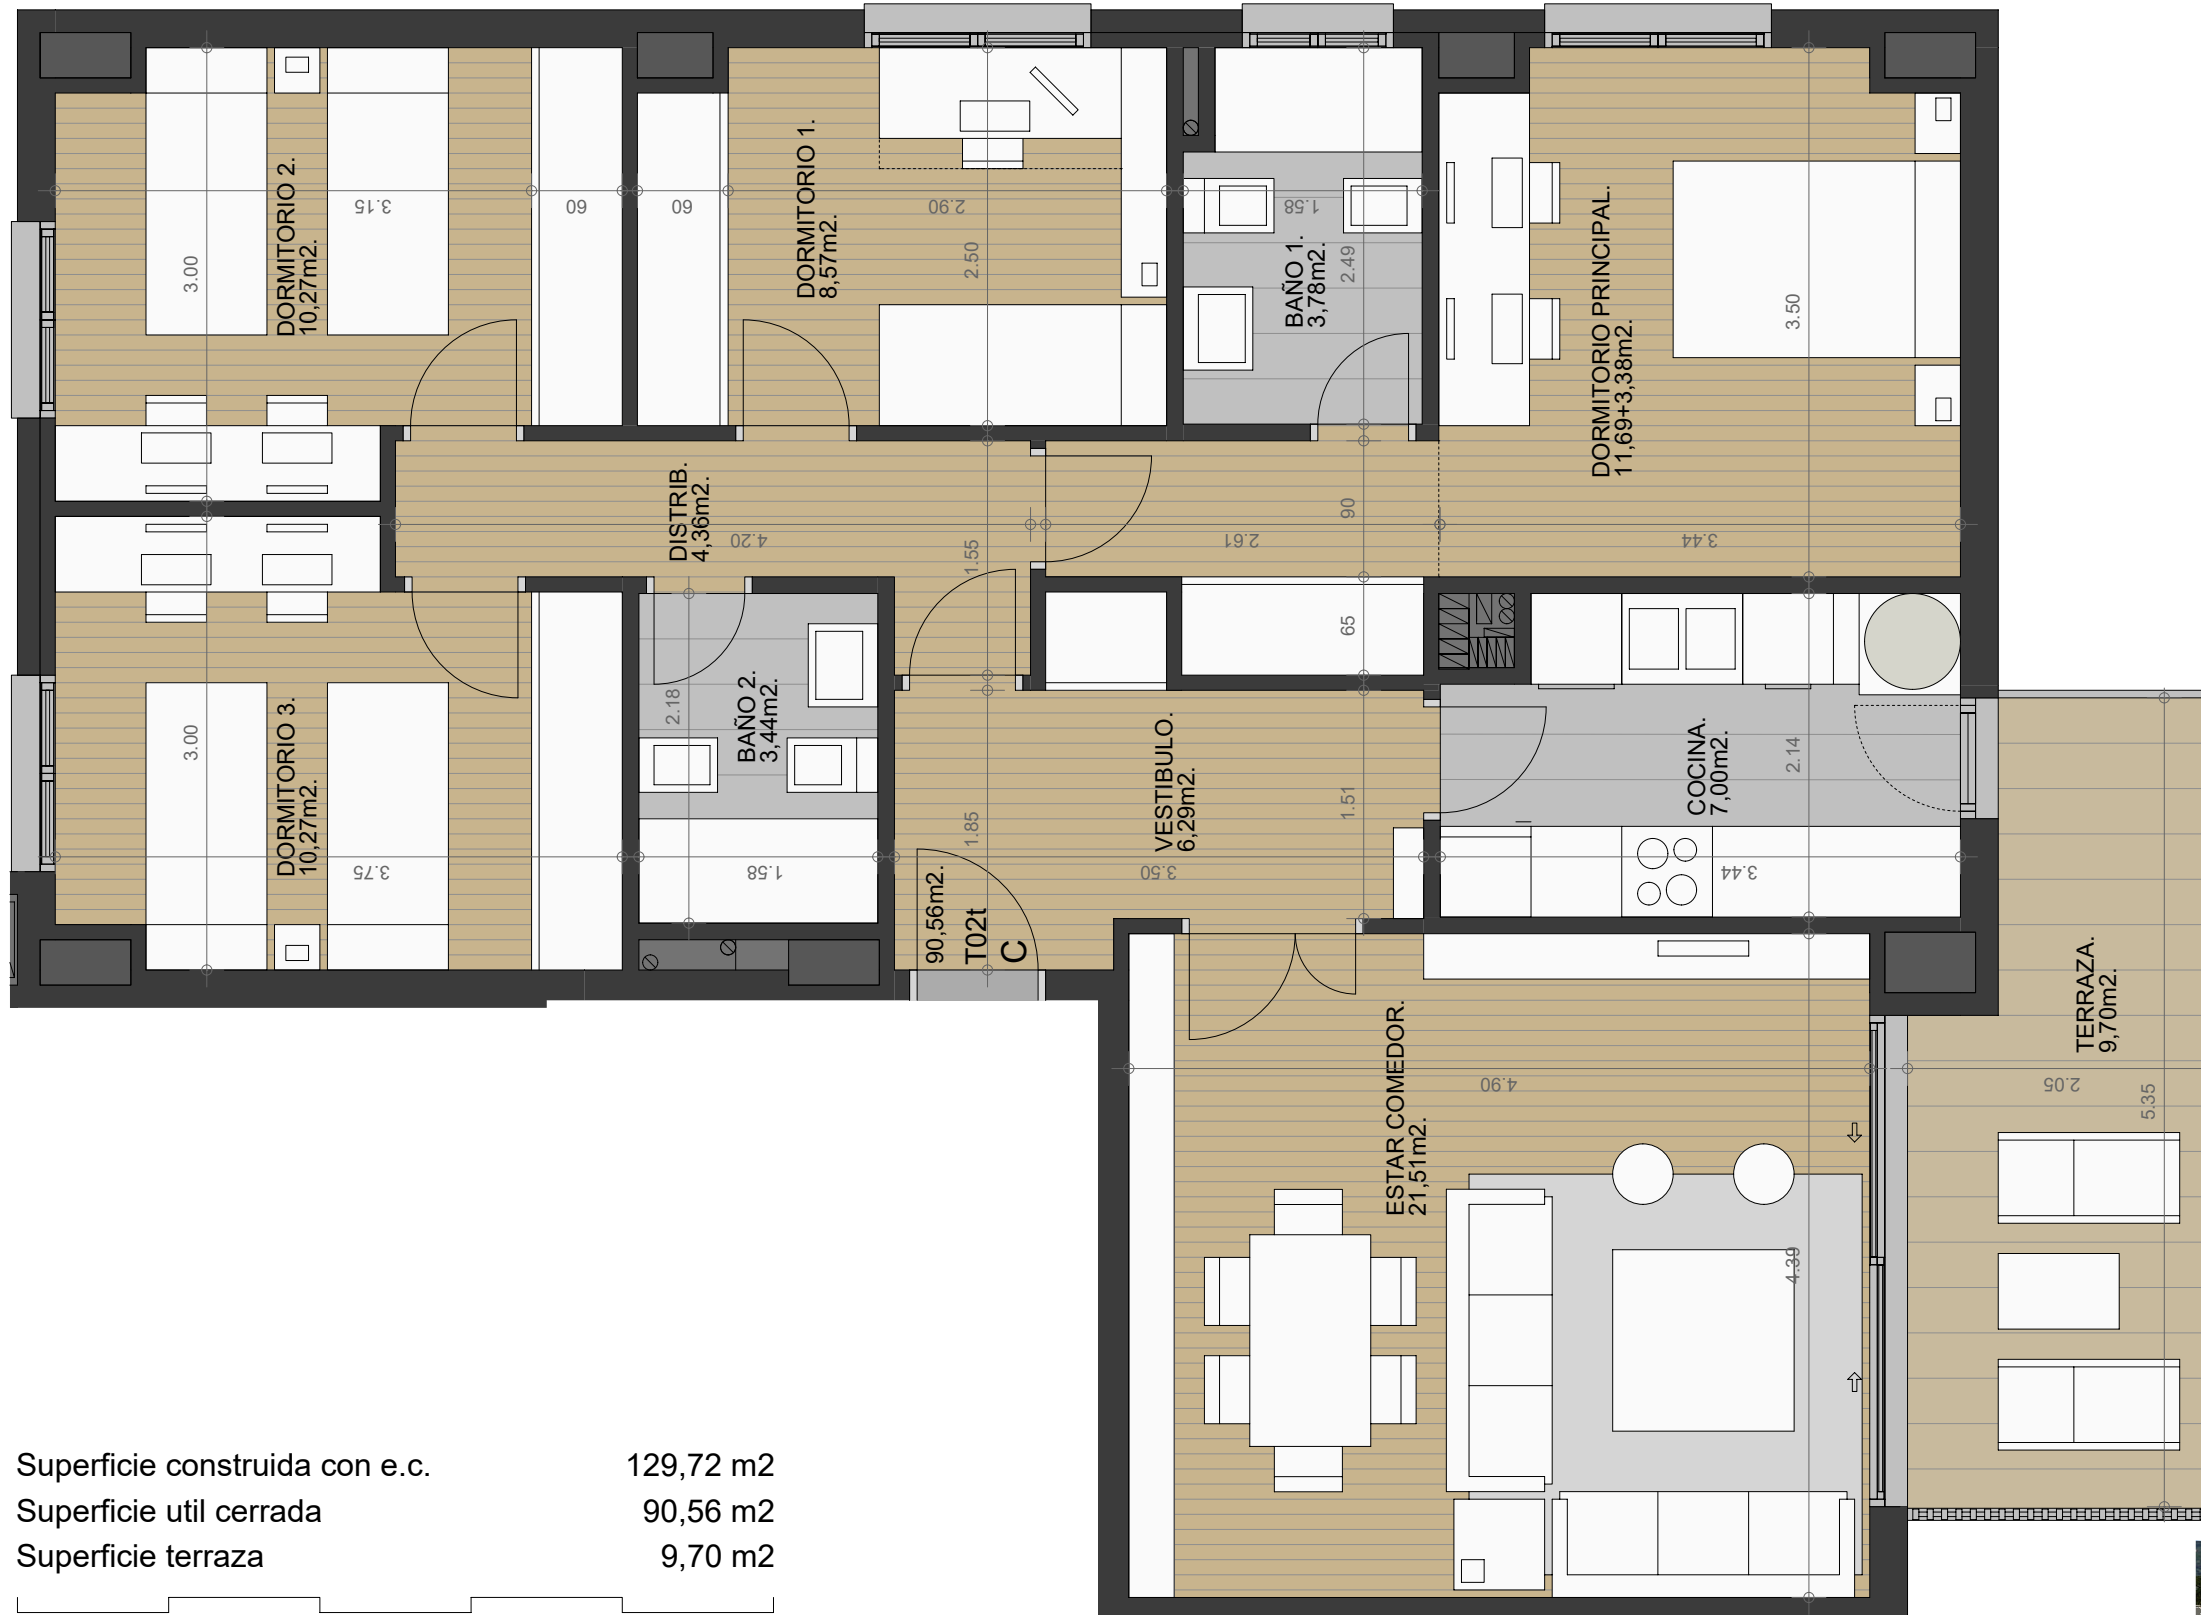 DORMITORIO 2.
10,27m2.
3.15
60
3.00
60
DORMITORIO 1.
8,57m2.
2.90
2.50
BAÑO 1.
3,78m2.
1.58
2.49
DORMITORIO PRINCIPAL.
11,69+3,38m2.
3.50
DISTRIB.
4,36m2.
4.20
1.55
2.61
90
3.44
65
DORMITORIO 3.
10,27m2.
3.00
3.75
BAÑO 2.
3,44m2.
2.18
1.58
VESTIBULO.
6,29m2.
1.85
3.50
1.51
90,56m2.
T02t
C
COCINA.
7,00m2.
2.14
3.44
ESTAR COMEDOR.
21,51m2.
4.90
4.39
TERRAZA.
9,70m2.
2.05
5.35
Superficie construida con e.c. 129,72 m2
Superficie util cerrada 90,56 m2
Superficie terraza 9,70 m2